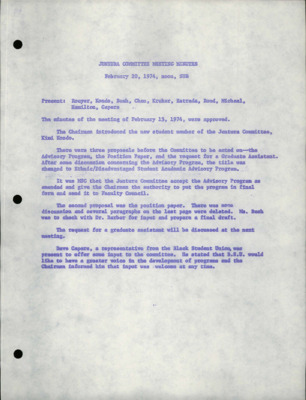 JUNTURA COMMITTEE MEETING MINUTES
February 20, 1974, noon, SUB
Present: Sawyer, Kendo, Bush, Chan, Kruher, Estrada, Reed, Michael,
Hamilton, Capers
The minutes of the meeting of February 13, 1974, were approved.
The Chairman introduced the new student member of the Juntura Committee,
Kimi Kondo.
There were three proposals before the Committee to be acted on--the
Advisory Program, the Position Paper, and the request for a Graduate Assistant.
After some discussion concerning the Advisory Program, the title was
changed to Ethnic/Disadvantaged Student Academic Advisory Program.
It was MSC that the Juntura Committee accept the Advisory Program as
amended and give the Chairman the authority to put the program in final
form and send it to Faculty Council.
The second proposal was the position paper. There was some
discussion and several paragraphs on the last page were deleted. Ms. Bush
was to check with Dr. Barber for input and prepare a final draft.
The request for a graduate assistant will be discussed at the next
meeting.
Dave Capers, a representative from the Black Student Union, was
present to offer some input to the committee. He stated that B.S.U. would
like to have a greater voice in the development of programs and the
Chairman informed him that input was welcome at any time.